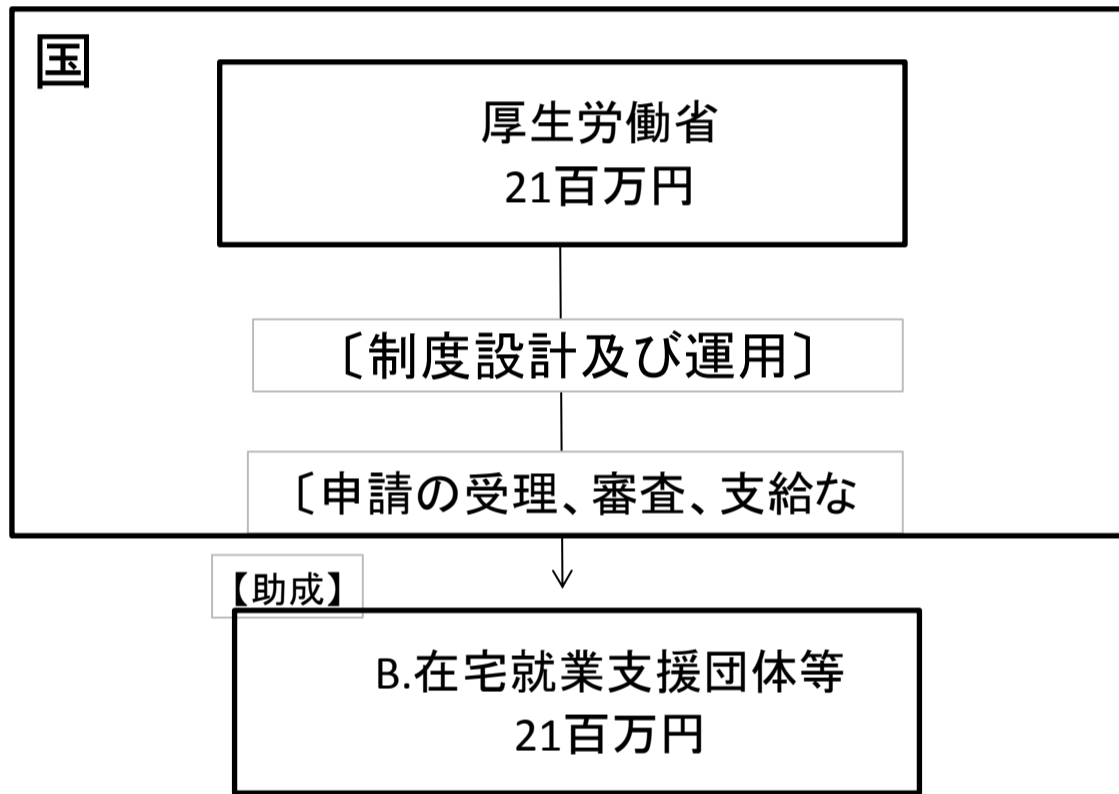 国
厚生労働省
21百万円
〔制度設計及び運用〕
〔申請の受理、審査、支給な
【助成】
B.在宅就業支援団体等
21百万円